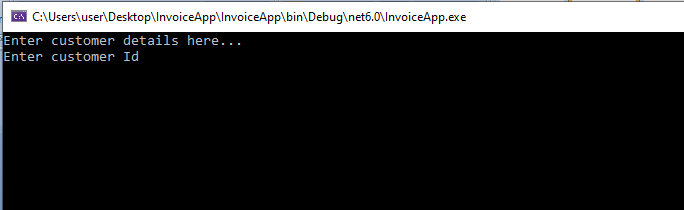 C:\Users\user\Desktop\InvoiceApp\InvoiceApp\bin\Debug\net6.0\InvoiceApp.exe
Enter customer details here...
Enter customer Id